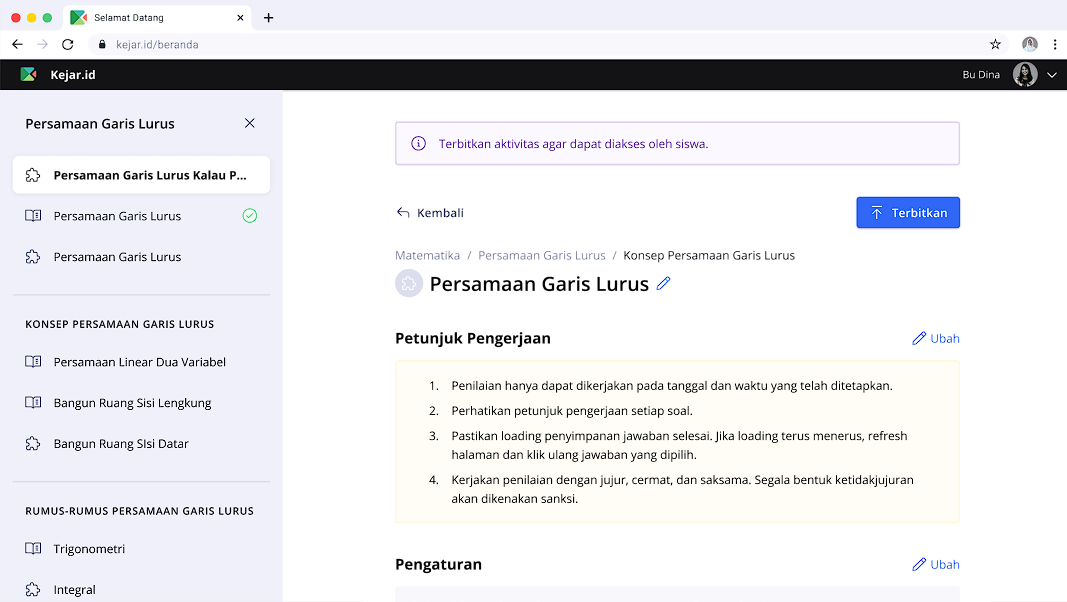 Selamat Datang
kejar.id/beranda
Kejar.id
Bu Dina
Persamaan Garis Lurus
Persamaan Garis Lurus Kalau P...
Persamaan Garis Lurus
Persamaan Garis Lurus
KONSEP PERSAMAAN GARIS LURUS
Persamaan Linear Dua Variabel
Bangun Ruang Sisi Lengkung
Bangun Ruang SIsi Datar
RUMUS-RUMUS PERSAMAAN GARIS LURUS
Trigonometri
Integral
Terbitkan aktivitas agar dapat diakses oleh siswa.
Kembali
Terbitkan
Matematika / Persamaan Garis Lurus / Konsep Persamaan Garis Lurus
Persamaan Garis Lurus
Petunjuk Pengerjaan
Ubah
1. Penilaian hanya dapat dikerjakan pada tanggal dan waktu yang telah ditetapkan.
2. Perhatikan petunjuk pengerjaan setiap soal.
3. Pastikan loading penyimpanan jawaban selesai. Jika loading terus menerus, refresh
halaman dan klik ulang jawaban yang dipilih.
4. Kerjakan penilaian dengan jujur, cermat, dan saksama. Segala bentuk ketidakjujuran
akan dikenakan sanksi.
Pengaturan
Ubah